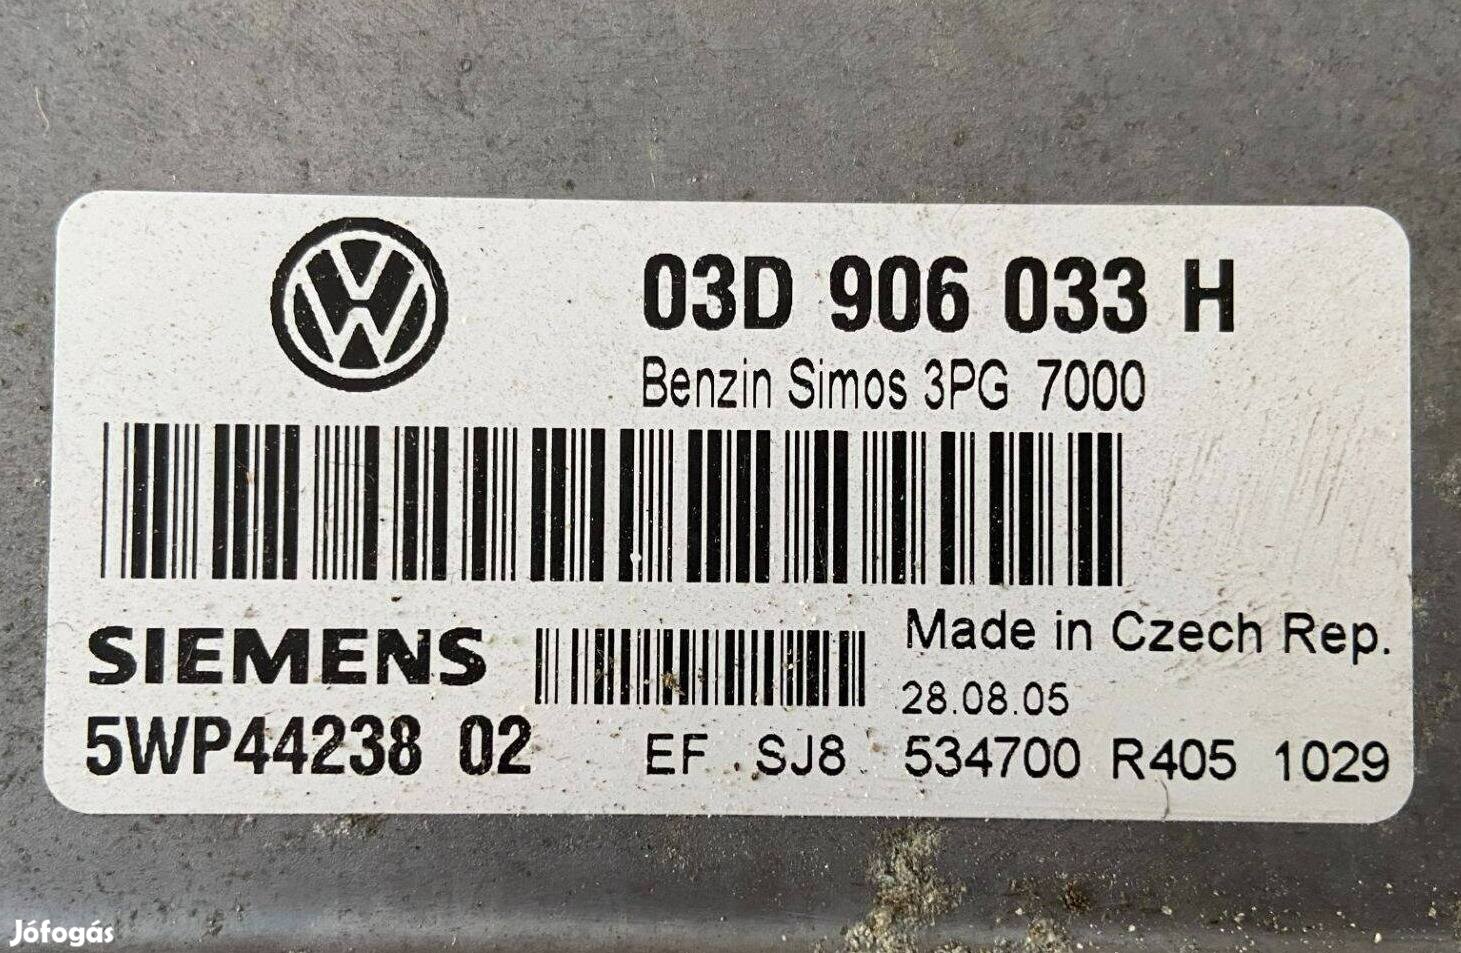 03D 906 033 H
Benzin Simos 3PG 7000
SIEMENS
Made in Czech Rep.
28.08.05
5WP44238 02
EF SJ8 534700 R405 1029
Jófogás